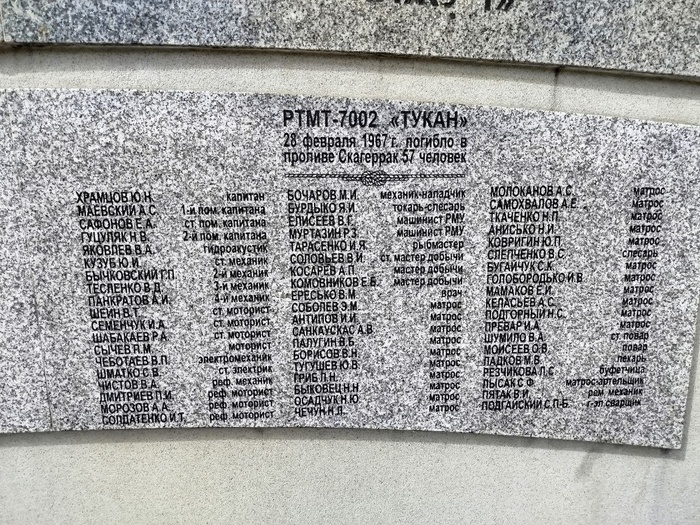 РТМТ-7002 «ТУКАН»
28 февраля 1967 г. погибло в
проливе Скагеррак 57 человек
ХРАМЦОВ Ю.Н. капитан
МАЕВСКИЙ А.С. 1-й пом. капитана
САФОНОВ Е.А. ст. пом. капитана
ГУЦУЛЯК Н.В. 2-й пом. капитана
ЯКОВЛЕВ В.А. гидроакустик
КУЗУБ Ю.И. ст. механик
БЫЧКОВСКИЙ Г.П. 2-й механик
ТЕСЛЕНКО В.Д. 3-й механик
ПАНКРАТОВ А.И. 4-й механик
ШЕИН В.Т. ст. моторист
СЕМЕНЧУК И.А. ст. моторист
ШАБАКАЕВ Р.А. ст. моторист
СЫЧЕВ П.М. моторист
ЧЕБОТАЕВ В.П. электромеханик
ШМАТКО С.В. ст. электрик
ЧИСТОВ В.А. реф. механик
ДМИТРИЕВ П.И. реф. моторист
МОРОЗОВ А.А. реф. моторист
СОЛДАТЕНКО И.Т. реф. моторист
БОЧАРОВ М.И. механик-наладчик
БУРДЫКО Я.И. токарь-слесарь
ЕЛИСЕЕВ В.Г. машинист РМУ
МУРТАЗИН Р.З. машинист РМУ
ТАРАСЕНКО И.Я. рыбмастер
СОЛОВЬЕВ В.И. ст. мастер добычи
КОСАРЕВ А.П. мастер добычи
КОМОВНИКОВ Е.Б. мастер добычи
ЕРЕСЬКО В.М. врач
СОБОЛЕВ Э.М. матрос
АНТИПОВ И.И. матрос
САНКАУСКАС А.В. матрос
ПАЛУГИН В.Б. матрос
БОРИСОВ В.Н. матрос
ТУГУШЕВ Ю.В. матрос
ГРИБ П.Н. матрос
БЫКОВЕЦ Н.Н. матрос
ОСАДЧУК Н.Ю. матрос
ЧЕЧУН Н.Л. матрос
МОЛОКАНОВ А.С. матрос
САМОХВАЛОВ А.Е. матрос
ТКАЧЕНКО Н.П. матрос
АНИСЬКО Н.И. матрос
КОВРИГИН Ю.П. матрос
СЛЕПЧЕНКО В.С. слесарь
БУГАЙЧУК С.К. матрос
ГОЛОБОРОДЬКО И.В. матрос
МАМАКОВ Е.И. матрос
КЕЛАСЬЕВ А.С. матрос
ПОДГОРНЫЙ Н.С. матрос
ПРЕВАР И.А. матрос
ШУМИЛО В.А. ст. повар
МОИСЕЕВ О.В. повар
ЛАДКОВ М.В. пекарь
РЕЗЧИКОВА Л.С. буфетчица
ЛЫСАК С.Ф. матрос-артельщик
ПЯТАК В.И. рем. механик
ПОДГАЙСКИЙ С.П-Б. г-эл.сварщик